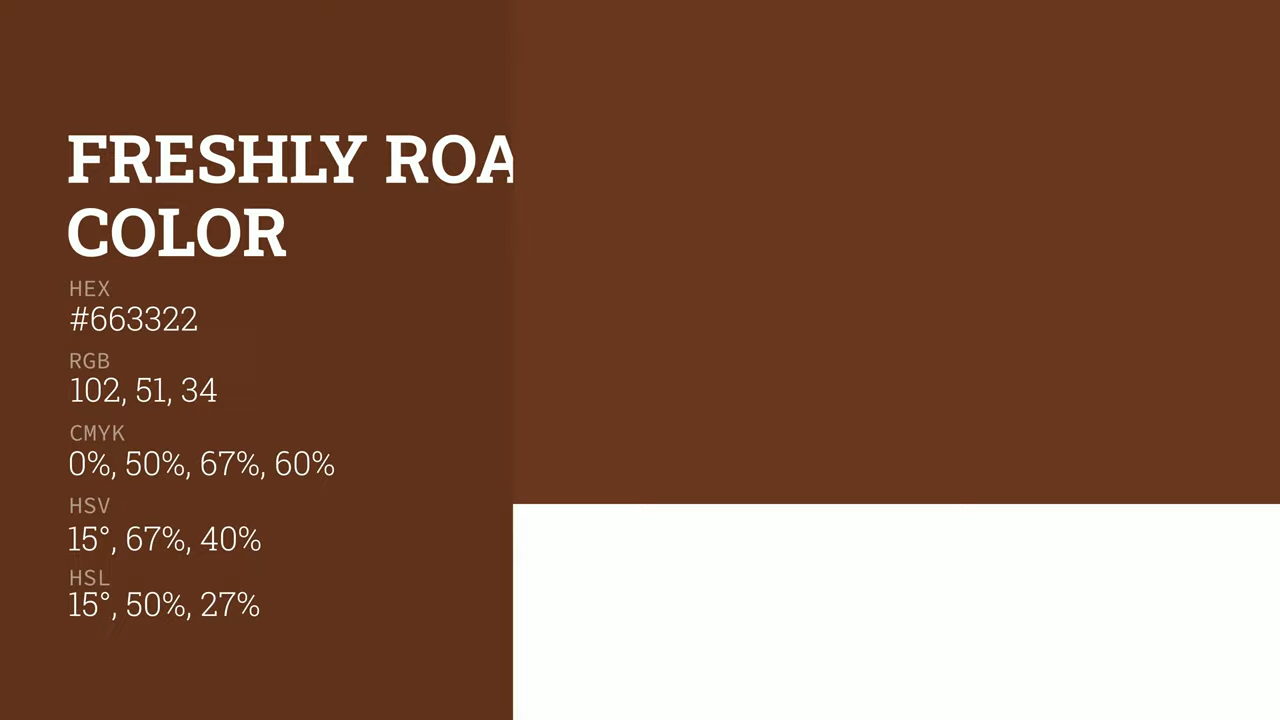 FRESHLY ROA
COLOR
HEX
#663322
RGB
102, 51, 34
CMYK
0%, 50%, 67%, 60%
HSV
15°, 67%, 40%
HSL
15°, 50%, 27%